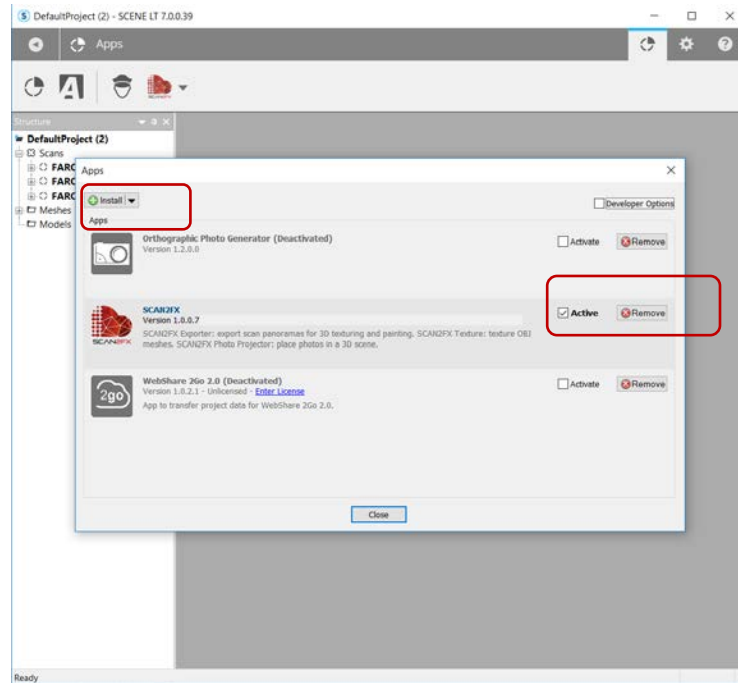 DefaultProject (2) - SCENE LT 7.0.0.39
Apps
Structure
DefaultProject (2)
Scans
FARO
FARO
FARO
Meshes
Models
Apps
Install
Developer Options
Apps
Orthographic Photo Generator (Deactivated)
Version 1.2.0.0
Activate
Remove
SCAN2FX
Version 1.0.0.7
SCAN2FX Exporter: export scan panoramas for 3D texturing and painting. SCAN2FX Texture: texture OBJ
meshes. SCAN2FX Photo Projector: place photos in a 3D scene.
SCAN2FX
Active
Remove
2go
WebShare 2Go 2.0 (Deactivated)
Version 1.0.2.1 - Unlicensed - Enter License
App to transfer project data for WebShare 2Go 2.0.
Activate
Remove
Close
Ready